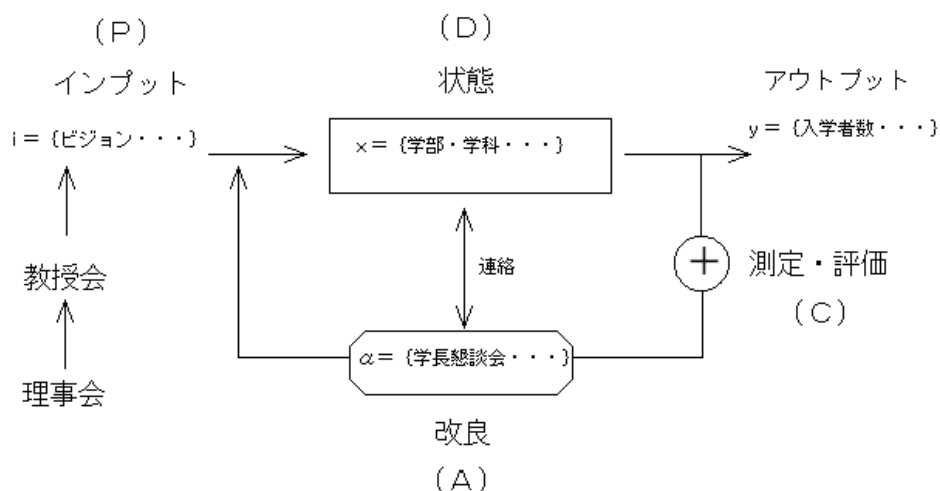 （Ｐ）
インプット
i＝｛ビジョン・・・｝
教授会
理事会
（Ｄ）
状態
x＝｛学部・学科・・・｝
連絡
α＝｛学長懇談会・・・｝
改良
（Ａ）
アウトプット
y＝｛入学者数・・・｝
＋
測定・評価
（Ｃ）